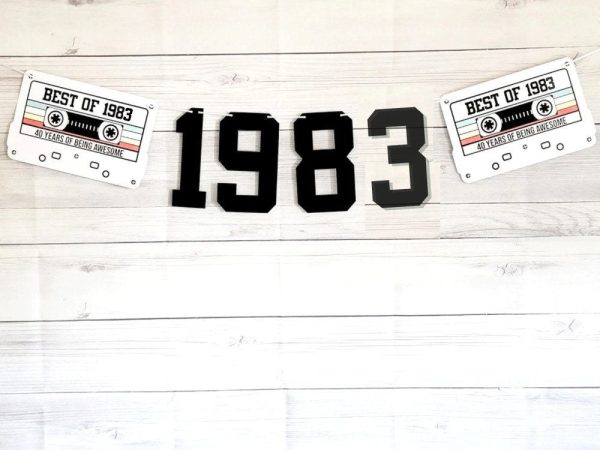 BEST OF 1983
40 YEARS OF BEING AWESOME
1983
BEST OF 1983
40 YEARS OF BEING AWESOME